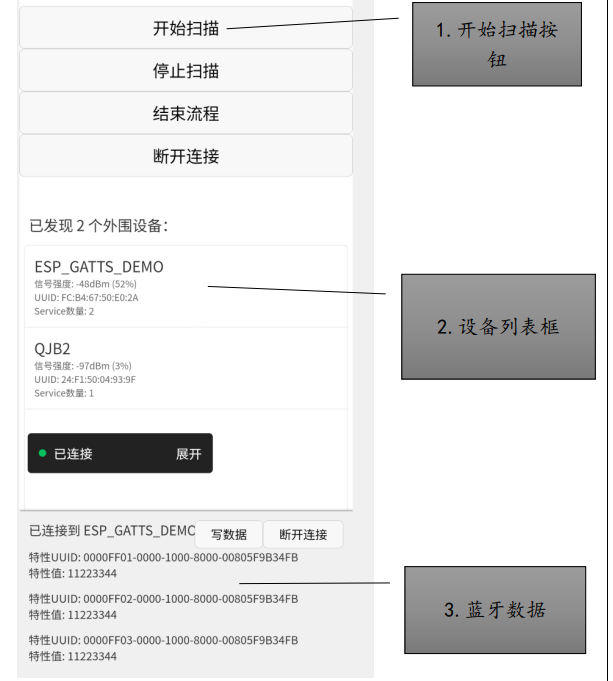 开始扫描
停止扫描
结束流程
断开连接
1.开始扫描按
钮
已发现 2 个外围设备：
ESP_GATTS_DEMO
信号强度: -48dBm (52%)
UUID: FC:B4:67:50:E0:2A
Service数量: 2
2.设备列表框
QJB2
信号强度: -97dBm (3%)
UUID: 24:F1:50:04:93:9F
Service数量: 1
已连接 展开
已连接到 ESP_GATTS_DEMO 写数据 断开连接
特性UUID: 0000FF01-0000-1000-8000-00805F9B34FB
特性值: 11223344
特性UUID: 0000FF02-0000-1000-8000-00805F9B34FB
特性值: 11223344
特性UUID: 0000FF03-0000-1000-8000-00805F9B34FB
特性值: 11223344
3.蓝牙数据